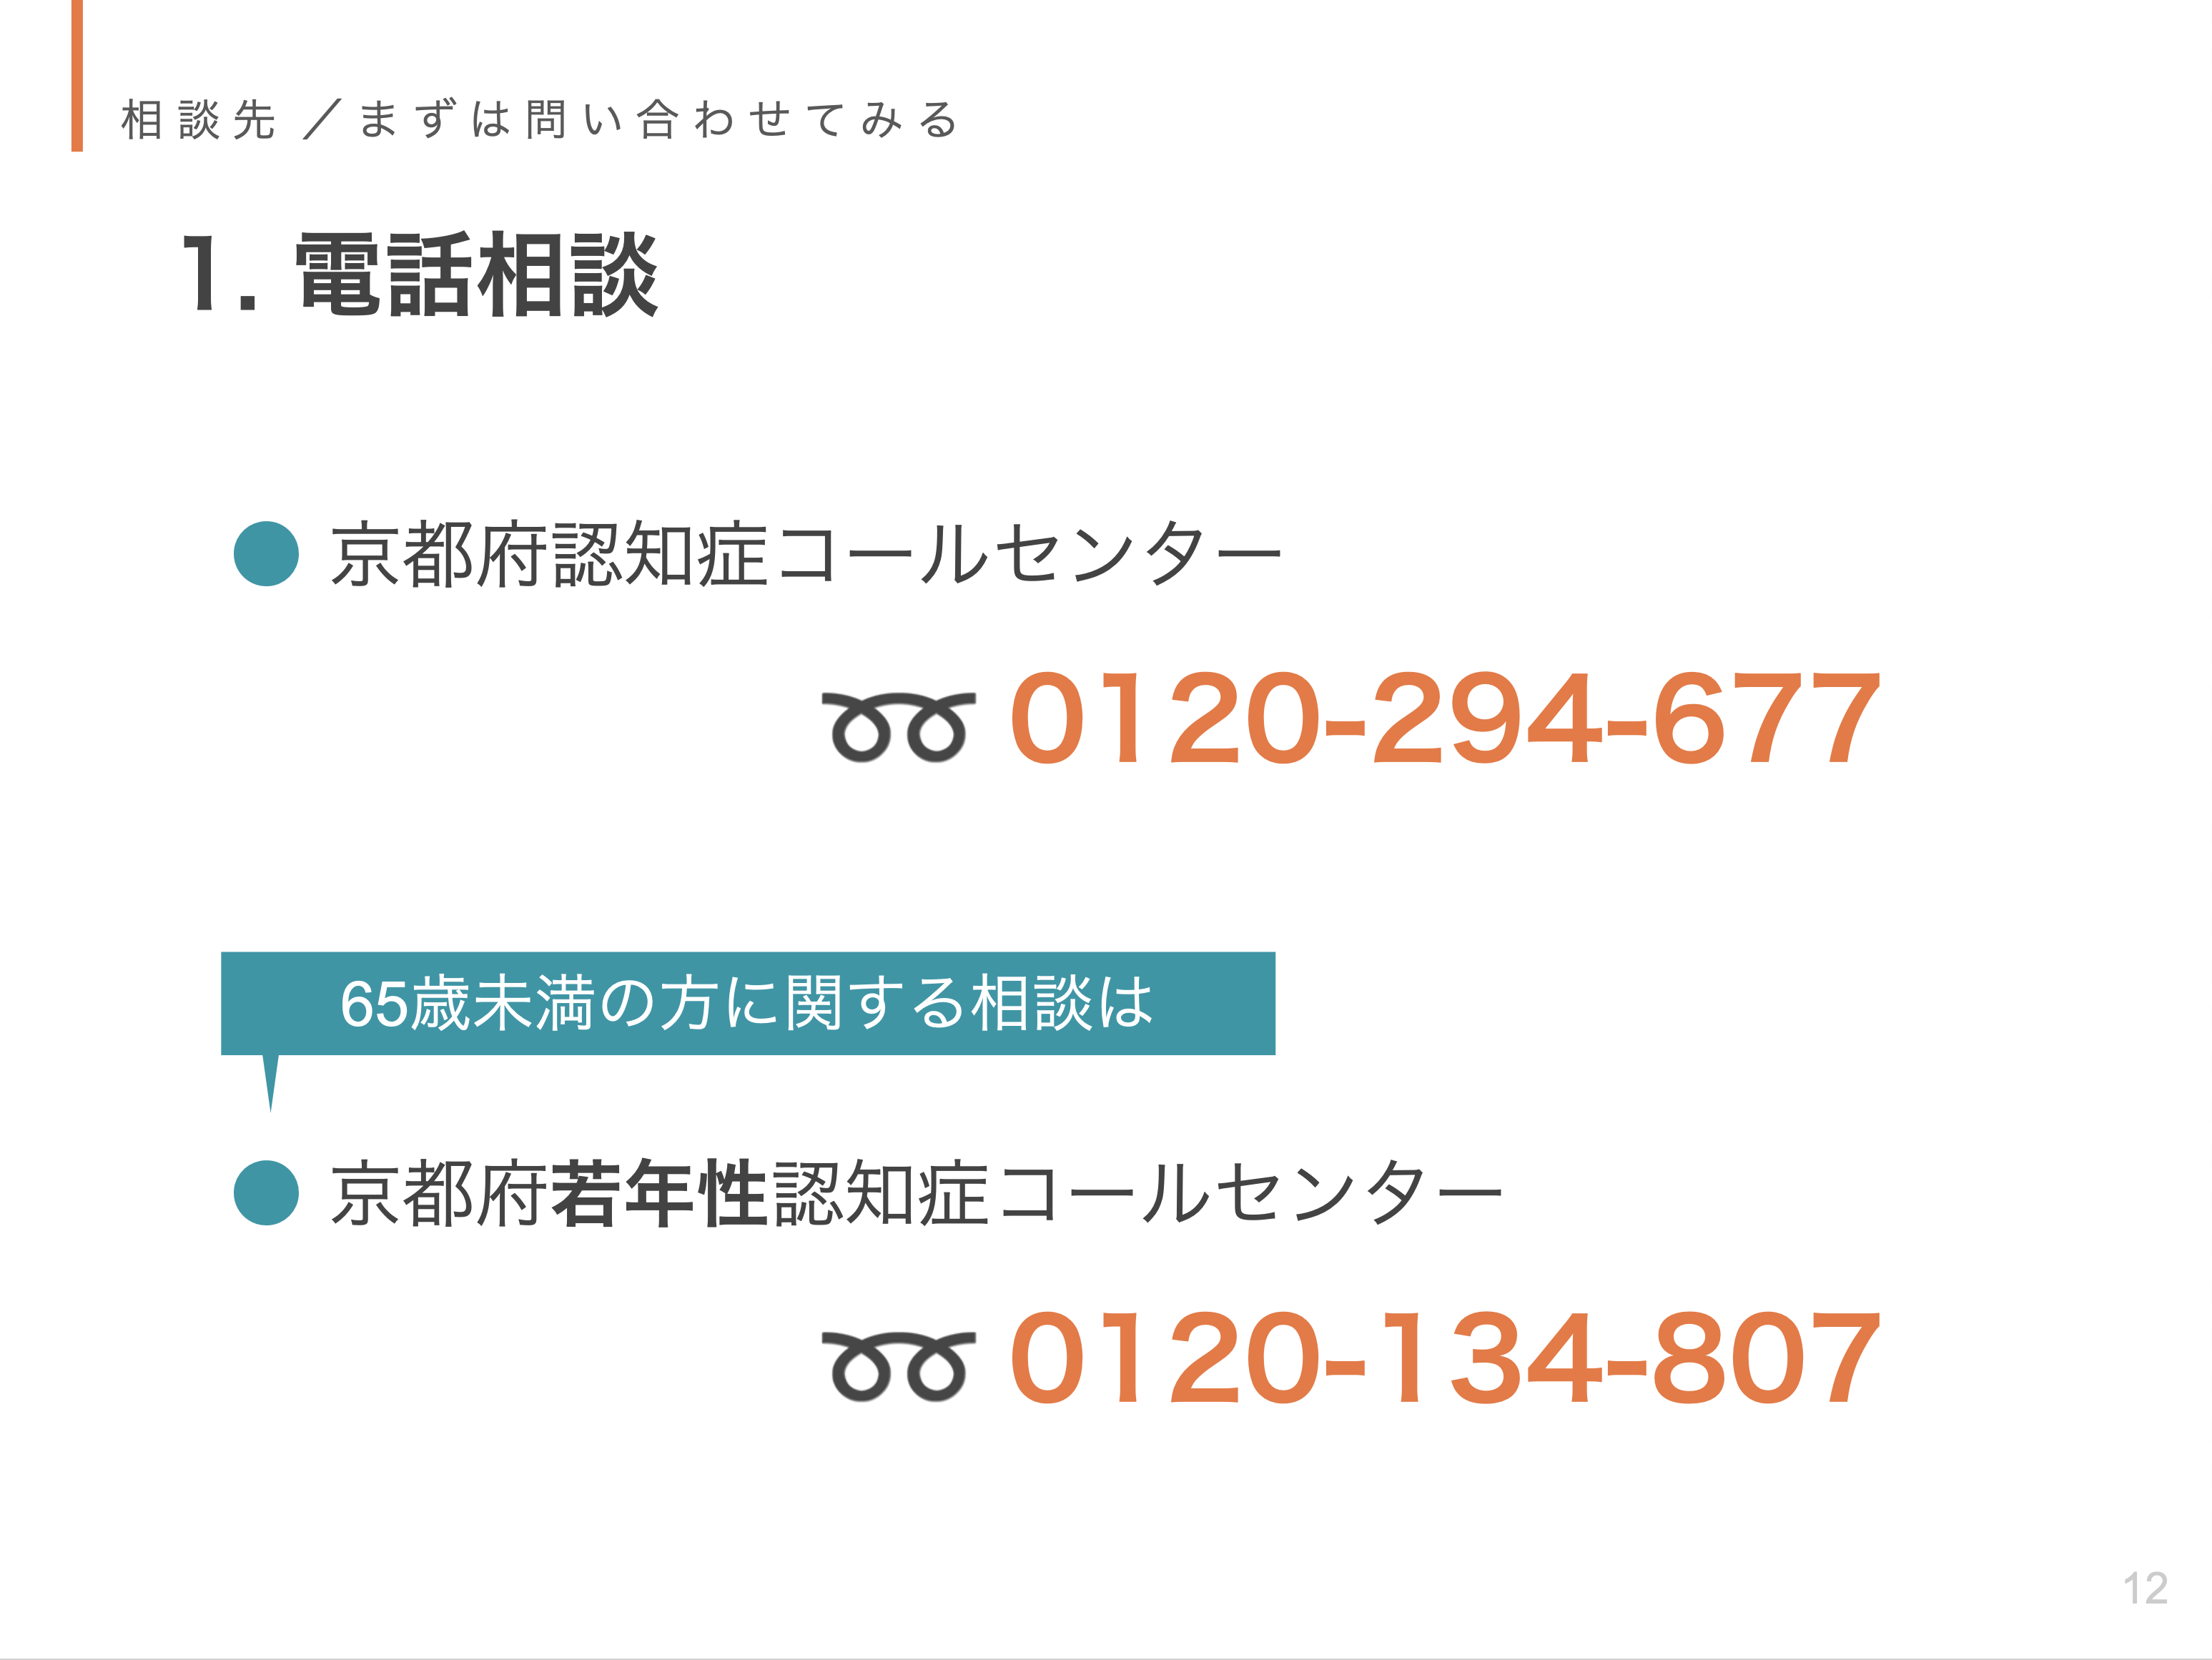 相談先／まずは問い合わせてみる
1. 電話相談
● 京都府認知症コールセンター
0120-294-677
65歳未満の方に関する相談は
● 京都府若年性認知症コールセンター
0120-134-807
12